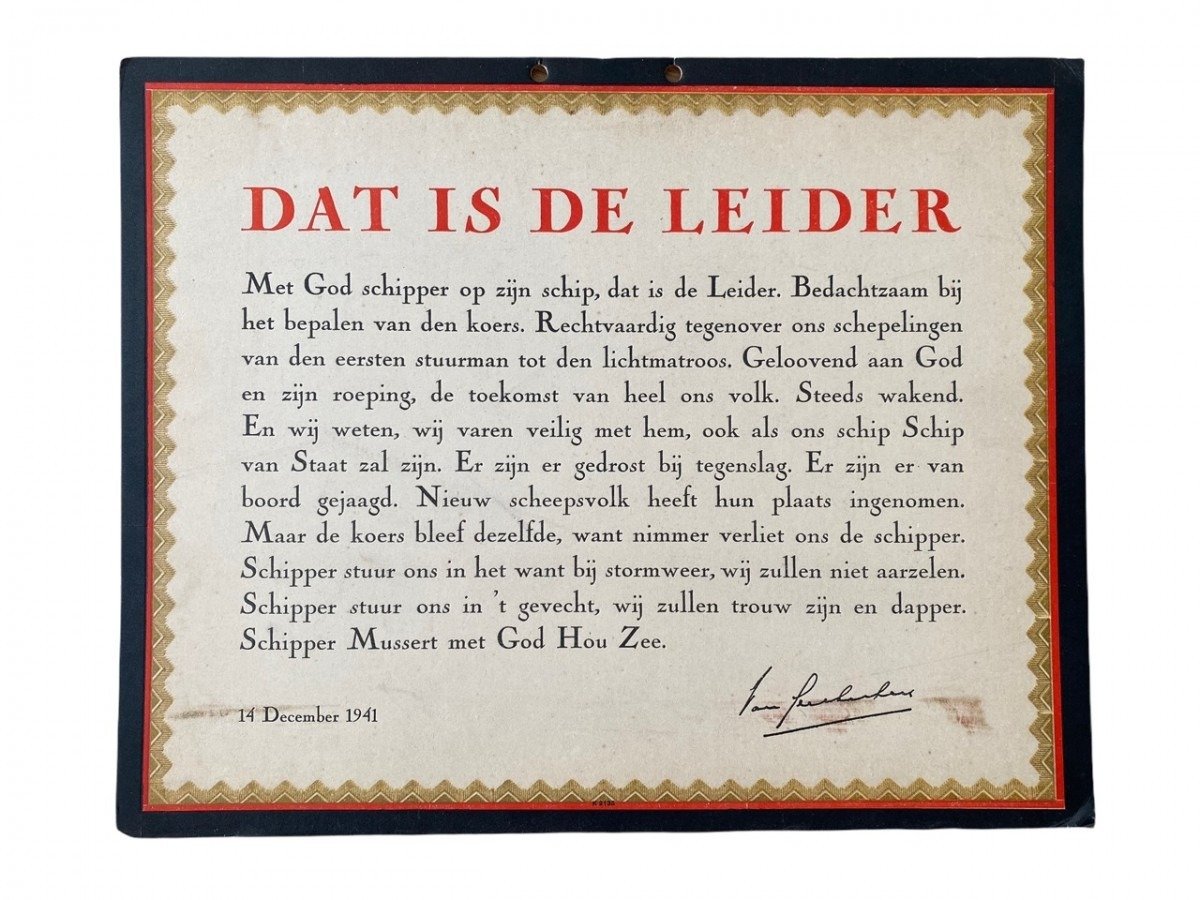 DAT IS DE LEIDER
Met God schipper op zijn schip, dat is de Leider. Bedachtzaam bij
het bepalen van den koers. Rechtvaardig tegenover ons schepelingen
van den eersten stuurman tot den lichtmatroos. Geloovend aan God
en zijn roeping, de toekomst van heel ons volk. Steeds wakend.
En wij weten, wij varen veilig met hem, ook als ons schip Schip
van Staat zal zijn. Er zijn er gedrost bij tegenslag. Er zijn er van
boord gejaagd. Nieuw scheepsvolk heeft hun plaats ingenomen.
Maar de koers bleef dezelfde, want nimmer verliet ons de schipper.
Schipper stuur ons in het want bij stormweer, wij zullen niet aarzelen.
Schipper stuur ons in 't gevecht, wij zullen trouw zijn en dapper.
Schipper Mussert met God Hou Zee.
14 December 1941